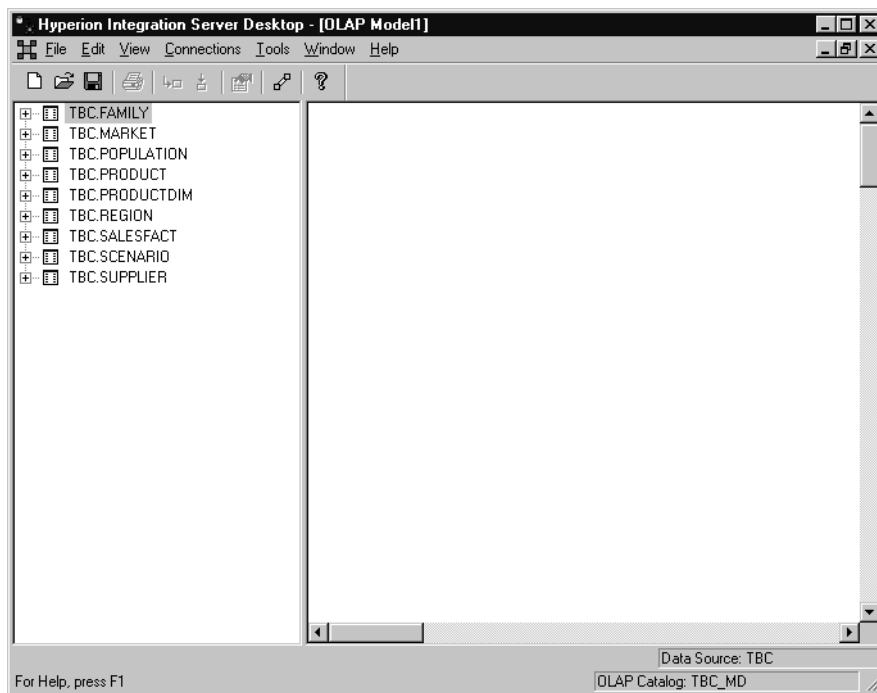 Hyperion Integration Server Desktop - [OLAP Model1]
File Edit View Connections Tools Window Help
TBC.FAMILY
TBC.MARKET
TBC.POPULATION
TBC.PRODUCT
TBC.PRODUCTDIM
TBC.REGION
TBC.SALESFACT
TBC.SCENARIO
TBC.SUPPLIER
Data Source: TBC
For Help, press F1
OLAP Catalog: TBC_MD